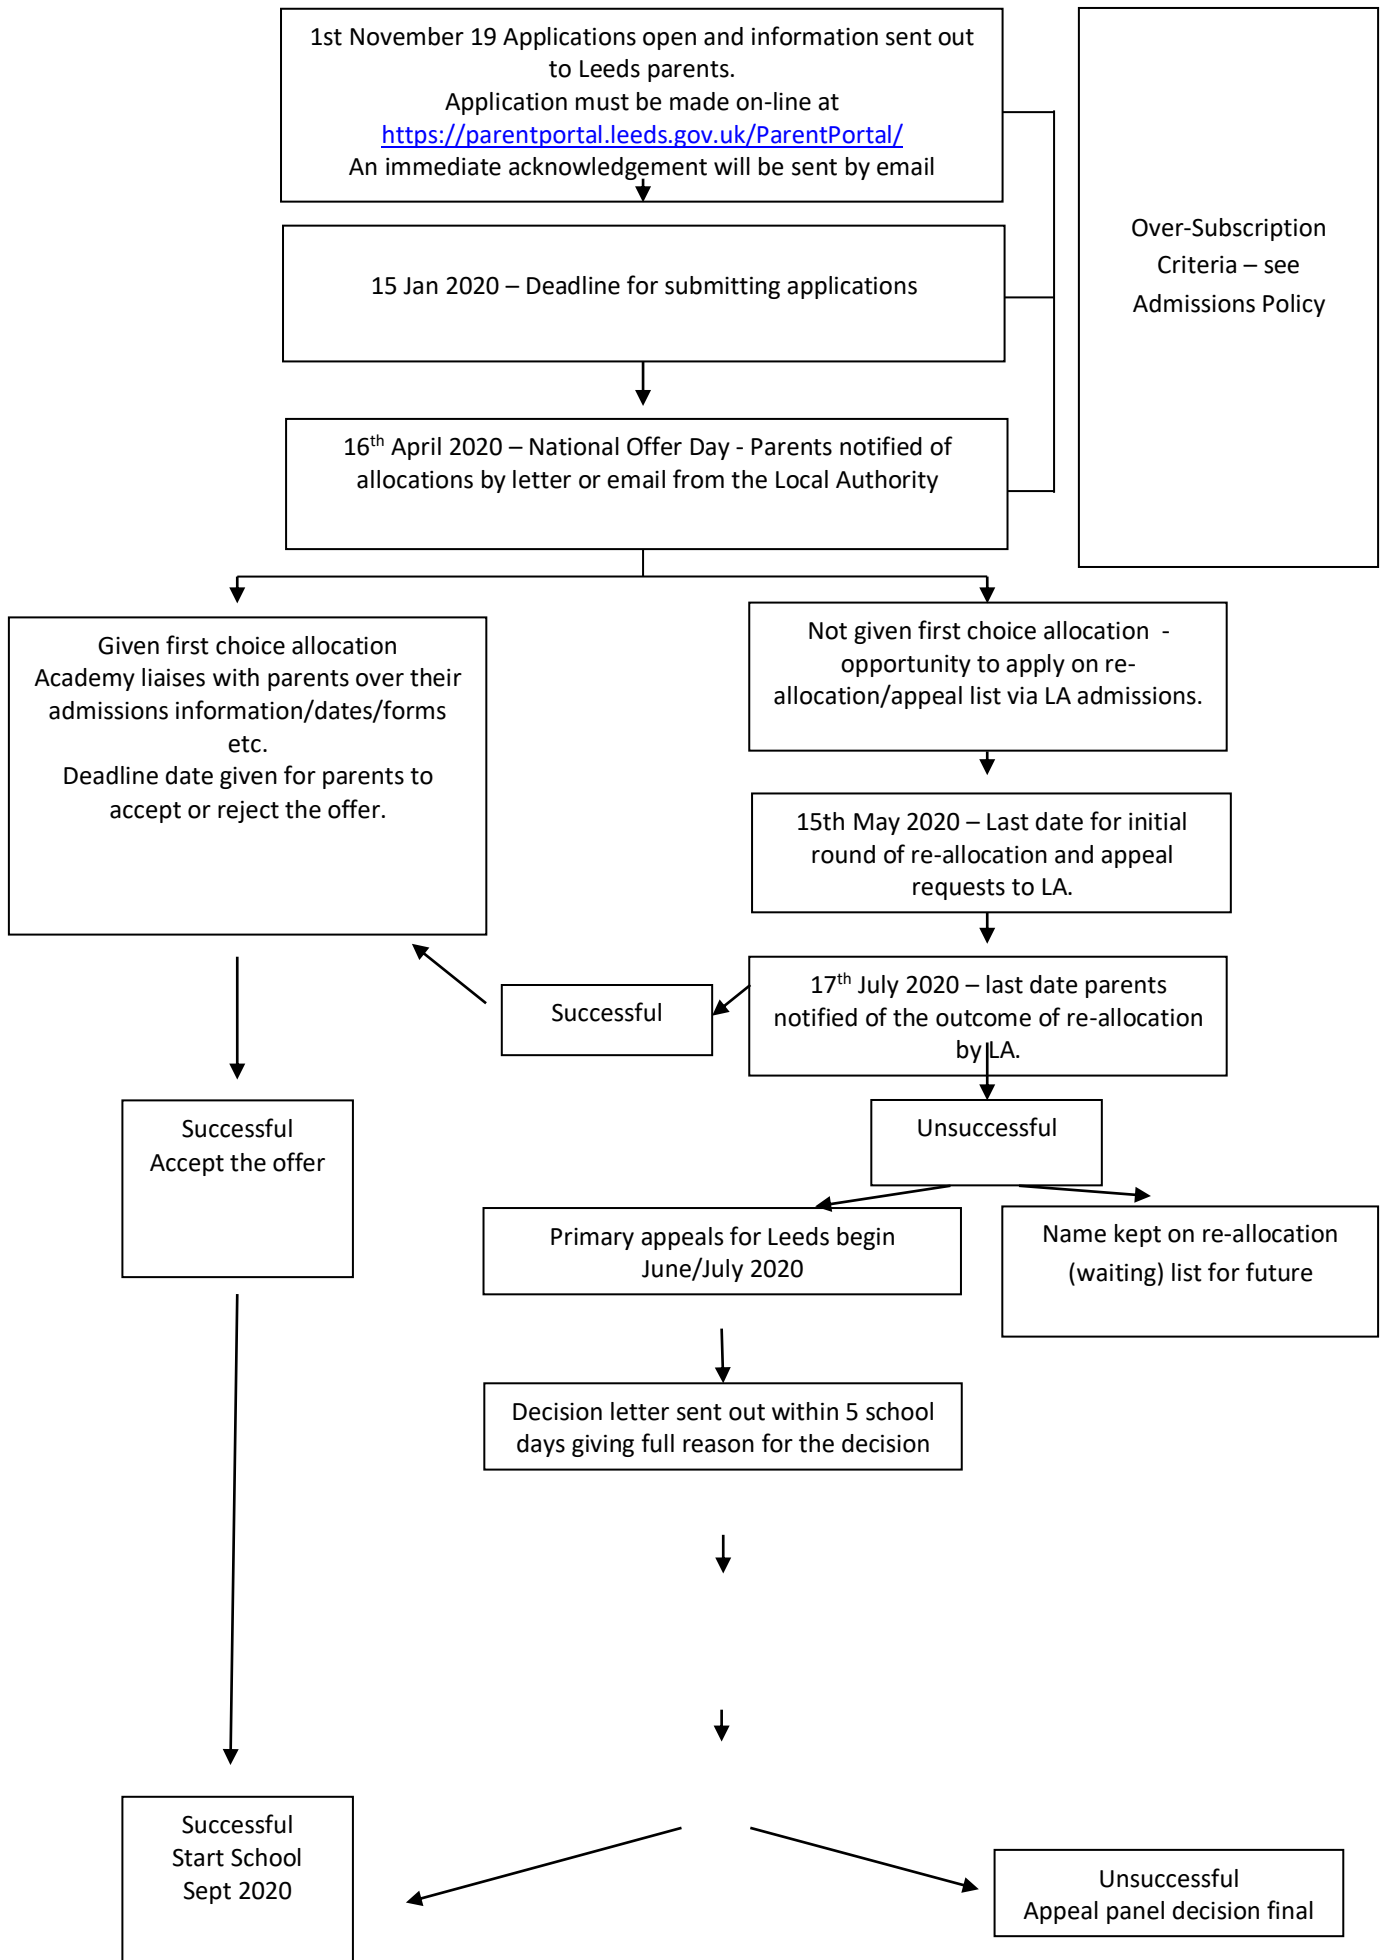 1st November 19 Applications open and information sent out
to Leeds parents.
Application must be made on-line at
https://parentportal.leeds.gov.uk/ParentPortal/
An immediate acknowledgement will be sent by email
Over-Subscription
Criteria – see
Admissions Policy
15 Jan 2020 – Deadline for submitting applications
16th April 2020 – National Offer Day - Parents notified of
allocations by letter or email from the Local Authority
Given first choice allocation
Academy liaises with parents over their
admissions information/dates/forms
etc.
Deadline date given for parents to
accept or reject the offer.
Not given first choice allocation -
opportunity to apply on re-
allocation/appeal list via LA admissions.
15th May 2020 – Last date for initial
round of re-allocation and appeal
requests to LA.
17th July 2020 – last date parents
notified of the outcome of re-allocation
by LA.
Successful
Successful
Accept the offer
Unsuccessful
Primary appeals for Leeds begin
June/July 2020
Name kept on re-allocation
(waiting) list for future
Decision letter sent out within 5 school
days giving full reason for the decision
Successful
Start School
Sept 2020
Unsuccessful
Appeal panel decision final